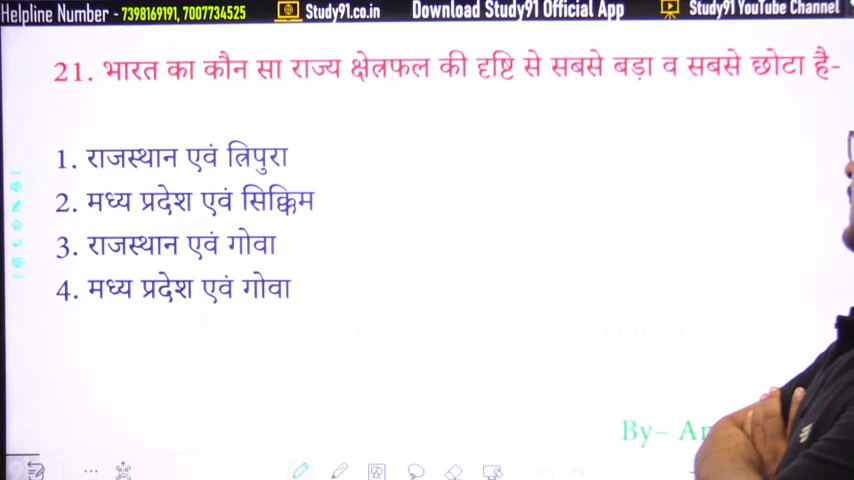 Helpline Number - 7398169191, 7007734525 Study91.co.in Download Study91 Official App Study91 YouTube Channel
21. भारत का कौन सा राज्य क्षेत्रफल की दृष्टि से सबसे बड़ा व सबसे छोटा है-
1. राजस्थान एवं त्रिपुरा
2. मध्य प्रदेश एवं सिक्किम
3. राजस्थान एवं गोवा
4. मध्य प्रदेश एवं गोवा
By-